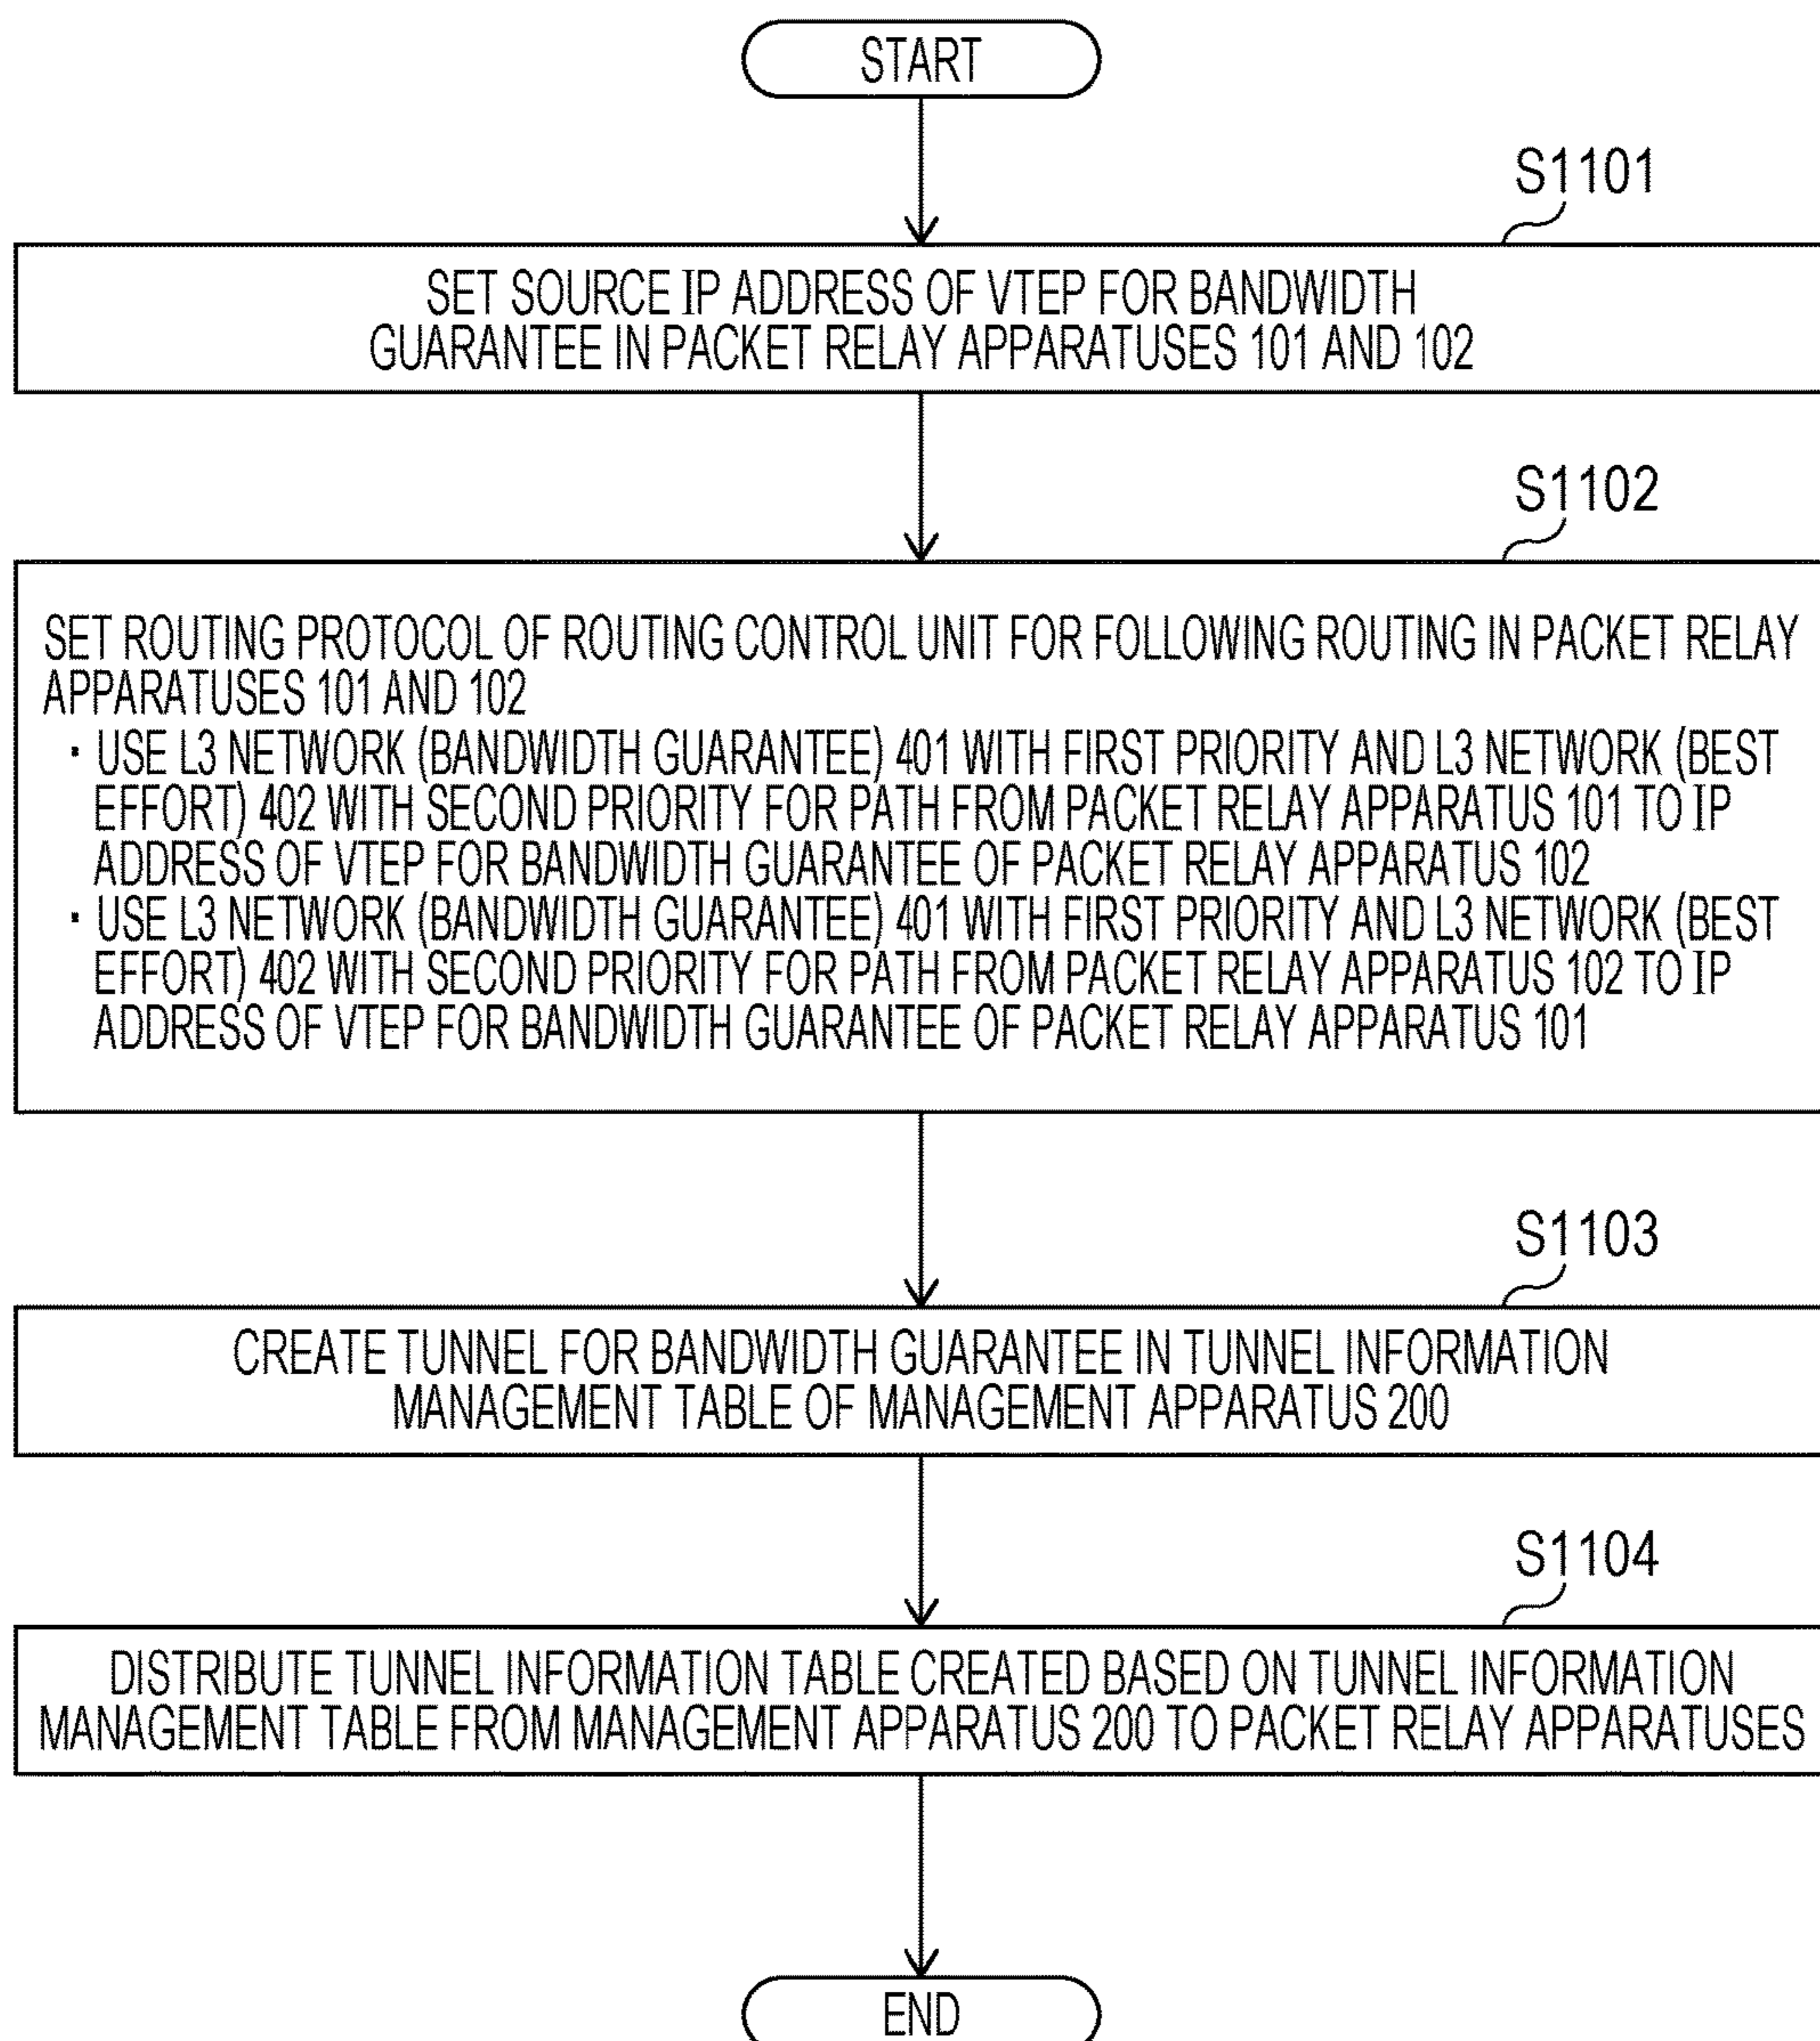 START
S1101
SET SOURCE IP ADDRESS OF VTEP FOR BANDWIDTH
GUARANTEE IN PACKET RELAY APPARATUSES 101 AND 102
S1102
SET ROUTING PROTOCOL OF ROUTING CONTROL UNIT FOR FOLLOWING ROUTING IN PACKET RELAY
APPARATUSES 101 AND 102
・ USE L3 NETWORK (BANDWIDTH GUARANTEE) 401 WITH FIRST PRIORITY AND L3 NETWORK (BEST
EFFORT) 402 WITH SECOND PRIORITY FOR PATH FROM PACKET RELAY APPARATUS 101 TO IP
ADDRESS OF VTEP FOR BANDWIDTH GUARANTEE OF PACKET RELAY APPARATUS 102
・ USE L3 NETWORK (BANDWIDTH GUARANTEE) 401 WITH FIRST PRIORITY AND L3 NETWORK (BEST
EFFORT) 402 WITH SECOND PRIORITY FOR PATH FROM PACKET RELAY APPARATUS 102 TO IP
ADDRESS OF VTEP FOR BANDWIDTH GUARANTEE OF PACKET RELAY APPARATUS 101
S1103
CREATE TUNNEL FOR BANDWIDTH GUARANTEE IN TUNNEL INFORMATION
MANAGEMENT TABLE OF MANAGEMENT APPARATUS 200
S1104
DISTRIBUTE TUNNEL INFORMATION TABLE CREATED BASED ON TUNNEL INFORMATION
MANAGEMENT TABLE FROM MANAGEMENT APPARATUS 200 TO PACKET RELAY APPARATUSES
END